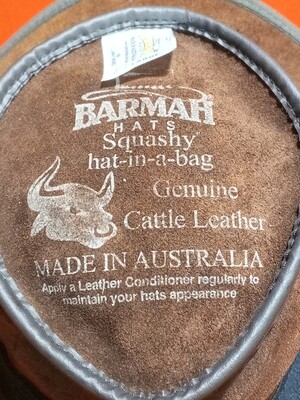 BARMAH
HATS
Squashy
hat-in-a-bag
Genuine
Cattle Leather
MADE IN AUSTRALIA
Apply a Leather Conditioner regularly to
maintain your hats appearance